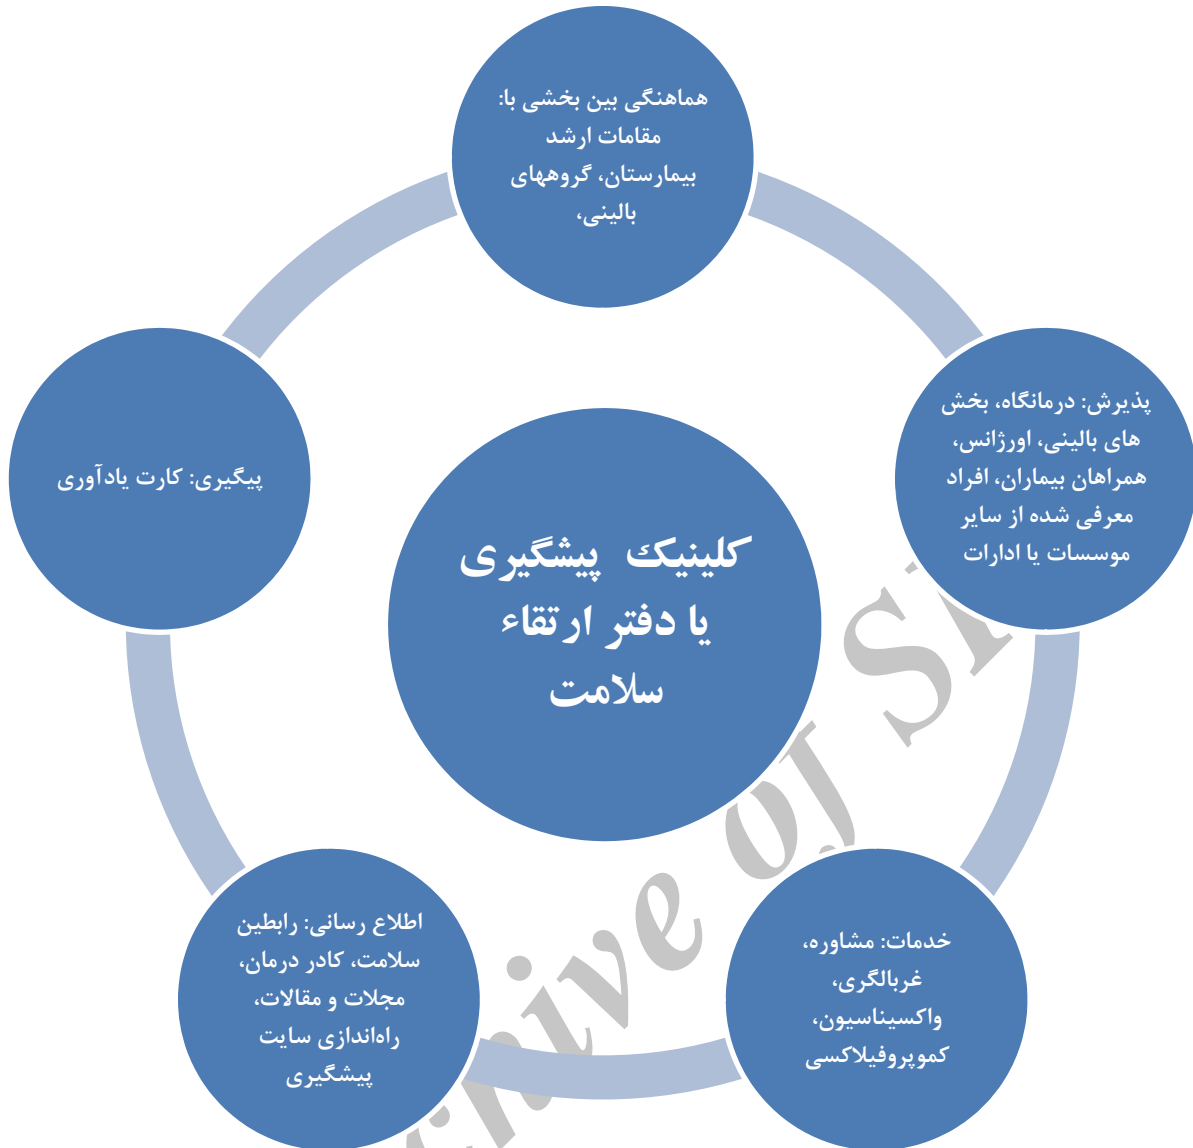 هماهنگی بین بخشی با:
مقامات ارشد
بیمارستان، گروههای
بالینی،
پذیرش: درمانگاه، بخش
های بالینی، اورژانس،
همراهان بیماران، افراد
معرفی شده از سایر
موسسات یا ادارات
پیگیری: کارت یادآوری
کلینیک پیشگیری
یا دفتر ارتقاء
سلامت
خدمات: مشاوره،
غربالگری،
واکسیناسیون،
کموپروفیلاکسی
اطلاع رسانی: رابطین
سلامت، کادر درمان،
مجلات و مقالات،
راه‌اندازی سایت
پیشگیری
of